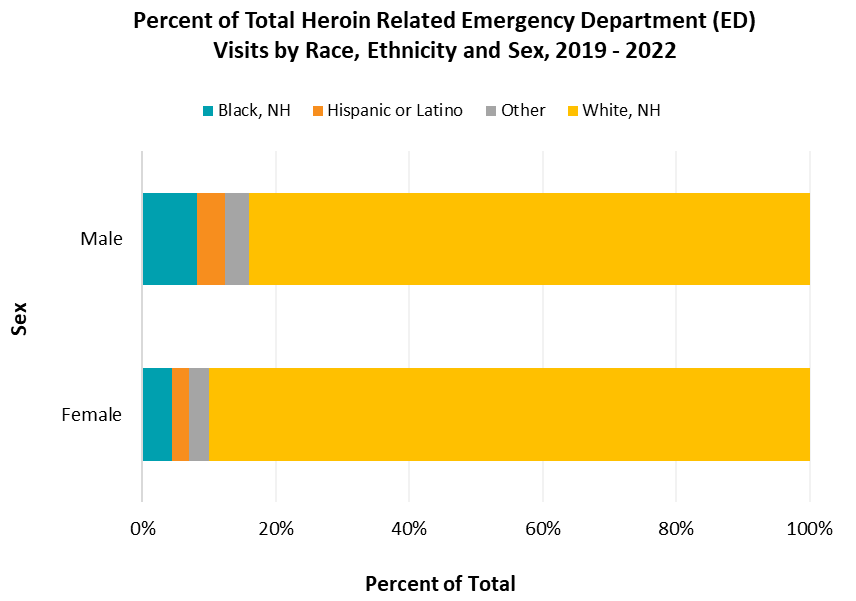 Percent of Total Heroin Related Emergency Department (ED)
Visits by Race, Ethnicity and Sex, 2019 - 2022
Black, NH Hispanic or Latino Other White, NH
Male
Sex
Female
0% 20% 40% 60% 80% 100%
Percent of Total